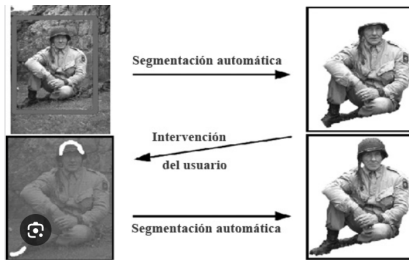 Segmentación automática
Intervención
del usuario
Segmentación automática